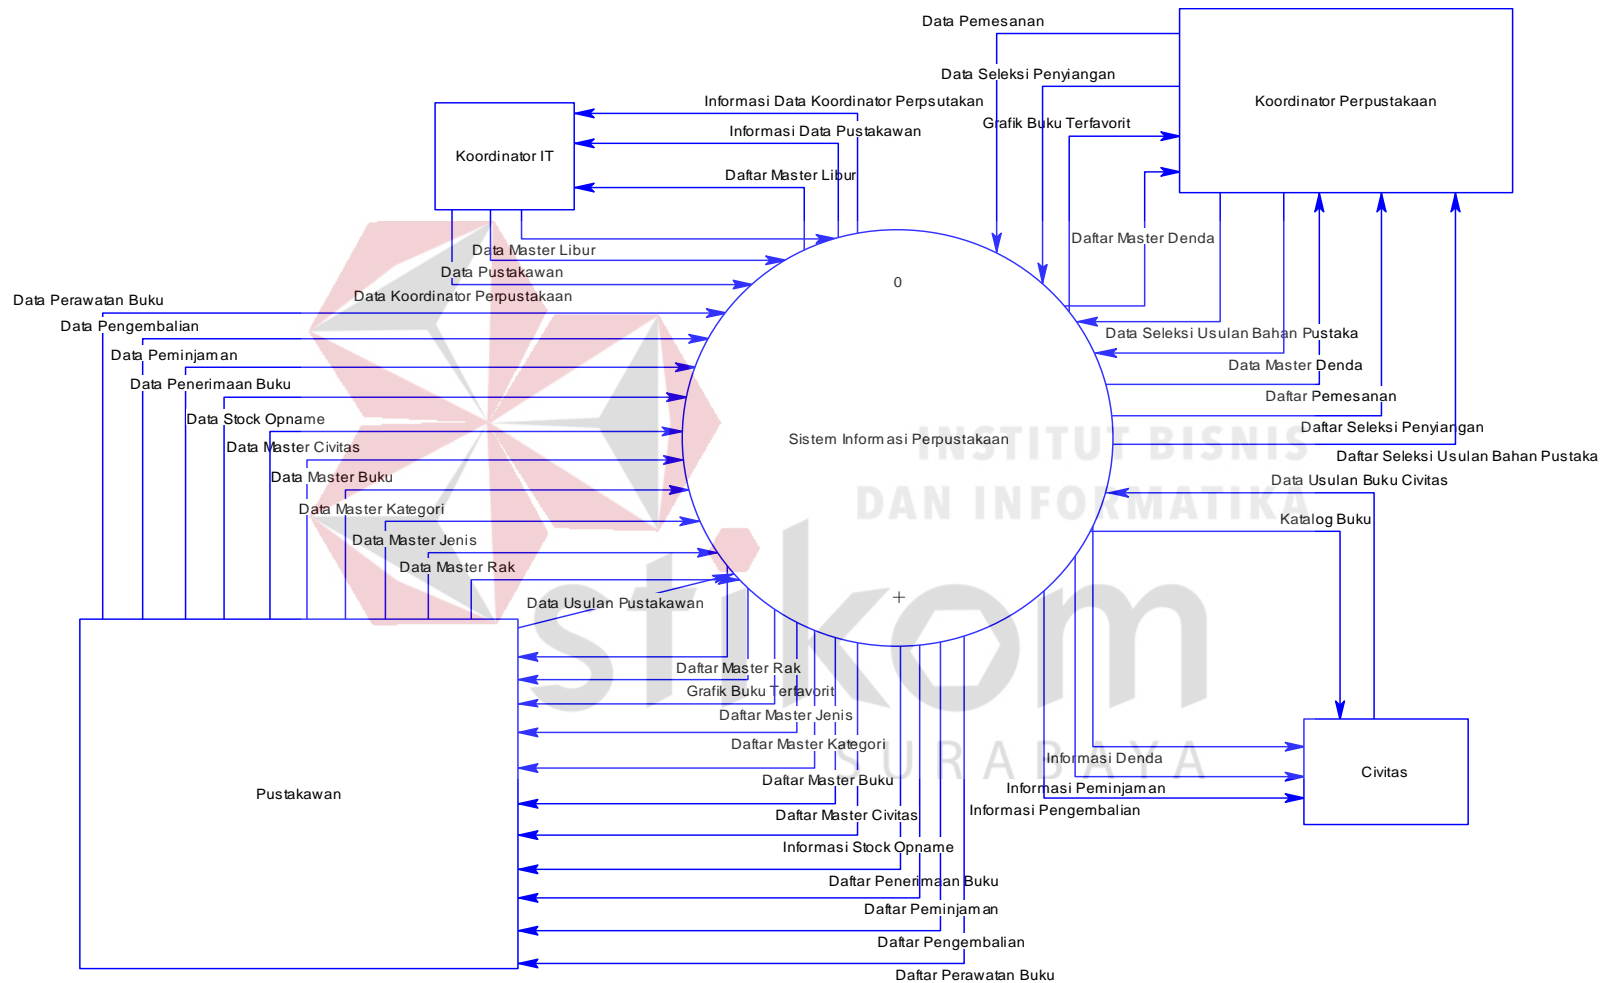 Data Pemesanan
Data Seleksi Penyiangan
Informasi Data Koordinator Perpsutakan
Koordinator Perpustakaan
Grafik Buku Terfavorit
Informasi Data Pustakawan
Koordinator IT
Daftar Master Libur
Daftar Master Denda
Data Master Libur
Data Pustakawan
0
Data Koordinator Perpustakaan
Data Perawatan Buku
Data Pengembalian
Data Seleksi Usulan Bahan Pustaka
Data Peminjaman
Data Master Denda
Data Penerimaan Buku
Daftar Pemesanan
Data Stock Opname
Daftar Seleksi Penyiangan
Sistem Informasi Perpustakaan
INSTITUT BISNIS
Data Master Civitas
Daftar Seleksi Usulan Bahan Pustaka
Data Master Buku
Data Usulan Buku Civitas
DAN INFORMATIKA
Data Master Kategori
Katalog Buku
Data Master Jenis
Data Master Rak
Data Usulan Pustakawan
stikom
Daftar Master Rak
Grafik Buku Terfavorit
Daftar Master Jenis
Daftar Master Kategori
Informasi Denda
SURABAYA
Civitas
Daftar Master Buku
Informasi Peminjaman
Pustakawan
Informasi Pengembalian
Daftar Master Civitas
Informasi Stock Opname
Daftar Penerimaan Buku
Daftar Peminjaman
Daftar Pengembalian
Daftar Perawatan Buku